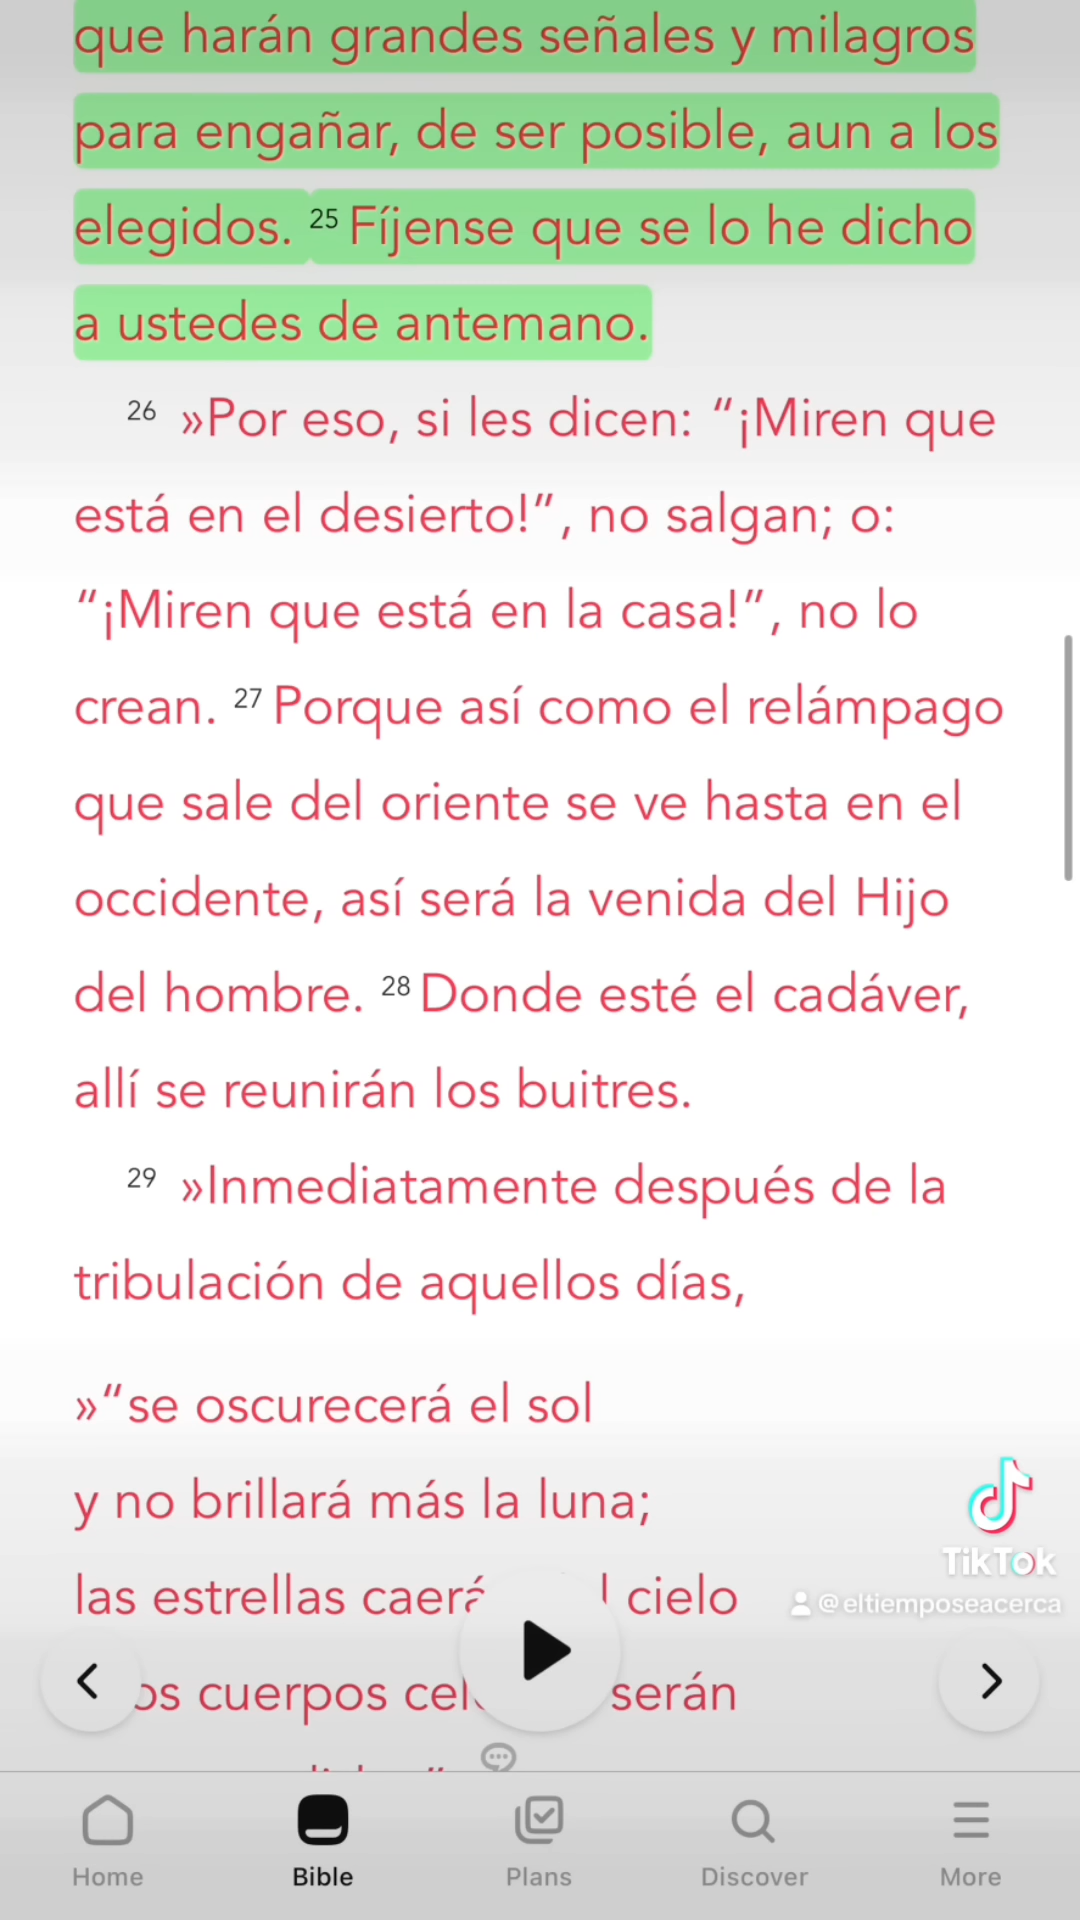 que harán grandes señales y milagros
para engañar, de ser posible, aun a los
elegidos. 25 Fíjense que se lo he dicho
a ustedes de antemano.
26 »Por eso, si les dicen: “¡Miren que
está en el desierto!”, no salgan; o:
“¡Miren que está en la casa!”, no lo
crean. 27 Porque así como el relámpago
que sale del oriente se ve hasta en el
occidente, así será la venida del Hijo
del hombre. 28 Donde esté el cadáver,
allí se reunirán los buitres.
29 »Inmediatamente después de la
tribulación de aquellos días,
»“se oscurecerá el sol
y no brillará más la luna;
las estrellas cielo
cuerpos serán
TikTok
@eltiemposeacerca
Home Bible Plans Discover More